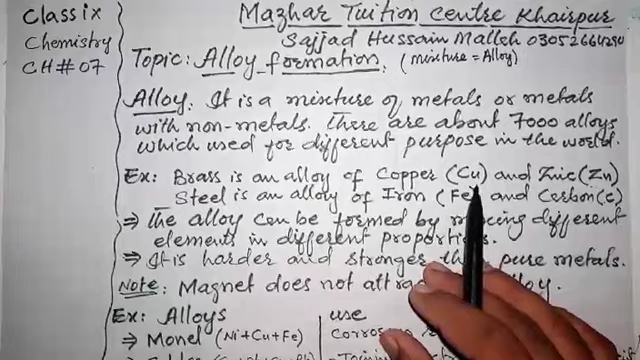 Class ix
Chemistry
CH# 07
Mazhar Tuition Centre Khairpur
Sajjad Hussain Malleh 03052664290
Topic: Alloy formation. (mixture = Alloy)
Alloy. It is a mixture of metals or metals
with non-metals. There are about 7000 alloys
which used for different purpose in the world.
Ex: Brass is an alloy of Copper (Cu) and Zinc (Zn)
Steel is an alloy of Iron (Fe) and Carbon (C)
⇒ The alloy can be formed by mixing different
elements in different proportions.
⇒ It is harder and stronger than pure metals.
Note: Magnet does not alloy.
Ex: Alloys
use
⇒ Monel (Ni+Cu+Fe)